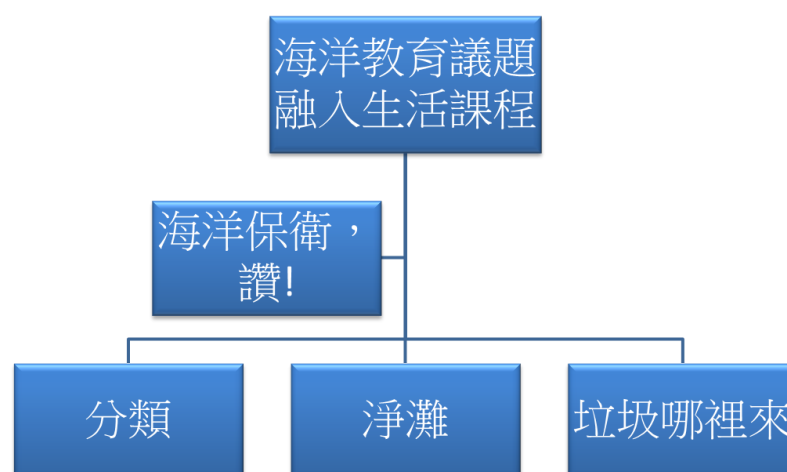 海洋教育議題
融入生活課程
海洋保衛，
讚!
分類
淨灘
垃圾哪裡來